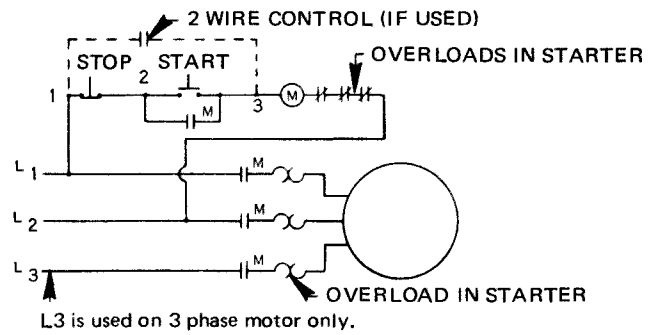 2 WIRE CONTROL (IF USED)
OVERLOADS IN STARTER
STOP
START
2
1
3
M
M
L1
M
L2
M
L3
M
OVERLOAD IN STARTER
L3 is used on 3 phase motor only.